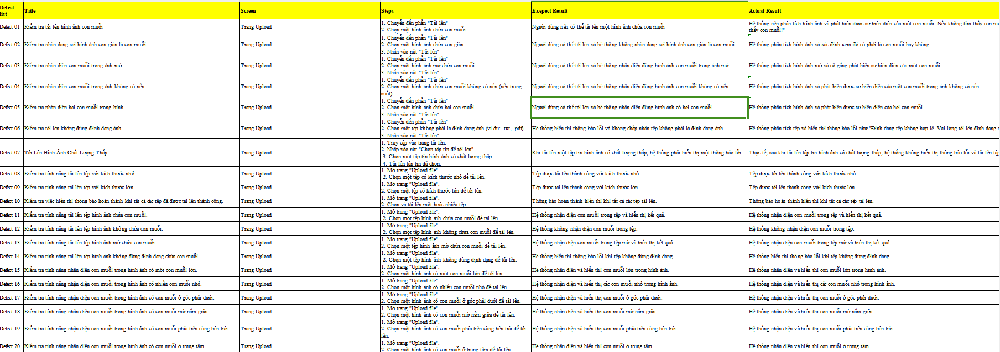 Defect list	Title	Screen	Steps	Exepect Result	Actual Result
Defect 01	Kiểm tra tải lên hình ảnh con muỗi	Trang Upload	1. Chuyển đến phần "Tải lên"
2. Chọn một hình ảnh chứa con muỗi	Người dùng nên có thể tải lên một hình ảnh chứa con muỗi	Hệ thống nên phân tích hình ảnh và phát hiện được sự hiện diện của một con muỗi. Nếu không tìm thấy con
thấy con muỗi!"
Defect 02	Kiểm tra nhận dạng sai hình ảnh con gián là con muỗi	Trang Upload	1. Chuyển đến phần "Tải lên"
2. Chọn một hình ảnh chứa con gián
3. Nhấn vào nút "Tải lên"	Người dùng có thể tải lên và hệ thống không nhận dạng sai hình ảnh con gián là con muỗi	Hệ thống phân tích hình ảnh và xác định xem đó có phải là con muỗi hay không.
Defect 03	Kiểm tra nhận diện con muỗi trong ảnh mờ	Trang Upload	1. Chuyển đến phần "Tải lên"
2. Chọn một hình ảnh mờ chứa con muỗi
3. Nhấn vào nút "Tải lên"	Người dùng có thể tải lên và hệ thống nhận diện đúng hình ảnh con muỗi trong ảnh mờ	Hệ thống phân tích hình ảnh mờ và cố gắng phát hiện sự hiện diện của một con muỗi.
Defect 04	Kiểm tra nhận diện con muỗi trong ảnh không có nền	Trang Upload	1. Chuyển đến phần "Tải lên"
2. Chọn một hình ảnh chứa con muỗi không có nền (nền trong
suốt)	Người dùng có thể tải lên và hệ thống nhận diện đúng hình ảnh con muỗi không có nền	Hệ thống phân tích hình ảnh và phát hiện được sự hiện diện của một con muỗi trong ảnh không có nền.
Defect 05	Kiểm tra nhận diện hai con muỗi trong hình	Trang Upload	1. Chuyển đến phần "Tải lên"
2. Chọn một hình ảnh chứa hai con muỗi
3. Nhấn vào nút "Tải lên"	Người dùng có thể tải lên và hệ thống nhận diện đúng hình ảnh có hai con muỗi	Hệ thống phân tích hình ảnh và phát hiện được sự hiện diện của hai con muỗi.
Defect 06	Kiểm tra tải lên không đúng định dạng ảnh	Trang Upload	1. Chuyển đến phần "Tải lên"
2. Chọn một tệp không phải là định dạng ảnh (ví dụ: .txt, .pdf)
3. Nhấn vào nút "Tải lên"	Hệ thống hiển thị thông báo lỗi và không chấp nhận tệp không phải là định dạng ảnh	Hệ thống phân tích tệp và hiển thị thông báo lỗi như "Định dạng tệp không hợp lệ. Vui lòng tải lên định dạng
Defect 07	Tải Lên Hình Ảnh Chất Lượng Thấp	Trang Upload	1. Truy cập vào trang tải lên.
2. Nhấp vào nút "Chọn tập tin để tải lên".
3. Chọn một tập tin hình ảnh có chất lượng thấp.
4. Tải lên tập tin đã chọn.	Khi tải lên một tập tin hình ảnh có chất lượng thấp, hệ thống phải hiển thị một thông báo lỗi.	Thực tế, sau khi tải lên tập tin hình ảnh có chất lượng thấp, hệ thống không hiển thị thông báo lỗi và tải lên tập
Defect 08	Kiểm tra tính năng tải lên tệp với kích thước nhỏ.	Trang Upload	1. Mở trang "Upload file".
2. Chọn một tệp có kích thước nhỏ để tải lên.	Tệp được tải lên thành công với kích thước nhỏ.	Tệp được tải lên thành công với kích thước nhỏ.
Defect 09	Kiểm tra tính năng tải lên tệp với kích thước lớn.	Trang Upload	1. Mở trang "Upload file".
2. Chọn một tệp có kích thước lớn để tải lên.	Tệp được tải lên thành công với kích thước lớn.	Tệp được tải lên thành công với kích thước lớn.
Defect 10	Kiểm tra việc hiển thị thông báo hoàn thành khi tất cả các tệp đã được tải lên thành công.	Trang Upload	1. Mở trang "Upload file".
2. Chọn và tải lên một hoặc nhiều tệp.	Thông báo hoàn thành hiển thị khi tất cả các tệp tải lên.	Thông báo hoàn thành hiển thị khi tất cả các tệp tải lên.
Defect 11	Kiểm tra tính năng tải lên tệp hình ảnh chứa con muỗi.	Trang Upload	1. Mở trang "Upload file".
2. Chọn một tệp hình ảnh chứa con muỗi để tải lên.	Hệ thống nhận diện con muỗi trong tệp và hiển thị kết quả.	Hệ thống nhận diện con muỗi trong tệp và hiển thị kết quả.
Defect 12	Kiểm tra tính năng tải lên tệp hình ảnh không chứa con muỗi.	Trang Upload	1. Mở trang "Upload file".
2. Chọn một tệp hình ảnh không chứa con muỗi để tải lên.	Hệ thống không nhận diện con muỗi trong tệp.	Hệ thống không nhận diện con muỗi trong tệp.
Defect 13	Kiểm tra tính năng tải lên tệp hình ảnh mờ chứa con muỗi.	Trang Upload	1. Mở trang "Upload file".
2. Chọn một tệp hình ảnh mờ chứa con muỗi để tải lên.	Hệ thống nhận diện con muỗi trong tệp mờ và hiển thị kết quả.	Hệ thống nhận diện con muỗi trong tệp mờ và hiển thị kết quả.
Defect 14	Kiểm tra tính năng tải lên tệp hình ảnh không đúng định dạng chứa con muỗi.	Trang Upload	1. Mở trang "Upload file".
2. Chọn một tệp hình ảnh không đúng định dạng để tải lên.	Hệ thống hiển thị thông báo lỗi khi tệp không đúng định dạng.	Hệ thống hiển thị thông báo lỗi khi tệp không đúng định dạng.
Defect 15	Kiểm tra tính năng nhận diện con muỗi trong hình ảnh có một con muỗi lớn.	Trang Upload	1. Mở trang "Upload file".
2. Chọn một hình ảnh có một con muỗi lớn để tải lên.	Hệ thống nhận diện và hiển thị con muỗi lớn trong hình ảnh.	Hệ thống nhận diện và hiển thị con muỗi lớn trong hình ảnh.
Defect 16	Kiểm tra tính năng nhận diện con muỗi trong hình ảnh có nhiều con muỗi nhỏ.	Trang Upload	1. Mở trang "Upload file".
2. Chọn một hình ảnh có nhiều con muỗi nhỏ để tải lên.	Hệ thống nhận diện và hiển thị các con muỗi nhỏ trong hình ảnh.	Hệ thống nhận diện và hiển thị các con muỗi nhỏ trong hình ảnh.
Defect 17	Kiểm tra tính năng nhận diện con muỗi trong hình ảnh có con muỗi ở góc phải dưới.	Trang Upload	1. Mở trang "Upload file".
2. Chọn một hình ảnh có con muỗi ở góc phải dưới để tải lên.	Hệ thống nhận diện và hiển thị con muỗi ở góc phải dưới.	Hệ thống nhận diện và hiển thị con muỗi ở góc phải dưới.
Defect 18	Kiểm tra tính năng nhận diện con muỗi trong hình ảnh có con muỗi mờ nằm giữa.	Trang Upload	1. Mở trang "Upload file".
2. Chọn một hình ảnh có con muỗi mờ nằm giữa để tải lên.	Hệ thống nhận diện và hiển thị con muỗi mờ nằm giữa.	Hệ thống nhận diện và hiển thị con muỗi mờ nằm giữa.
Defect 19	Kiểm tra tính năng nhận diện con muỗi trong hình ảnh có con muỗi phía trên cùng bên trái.	Trang Upload	1. Mở trang "Upload file".
2. Chọn một hình ảnh có con muỗi phía trên cùng bên trái để tải
lên.	Hệ thống nhận diện và hiển thị con muỗi phía trên cùng bên trái.	Hệ thống nhận diện và hiển thị con muỗi phía trên cùng bên trái.
Defect 20	Kiểm tra tính năng nhận diện con muỗi trong hình ảnh có con muỗi ở trung tâm.	Trang Upload	1. Mở trang "Upload file".
2. Chọn một hình ảnh có con muỗi ở trung tâm để tải lên.	Hệ thống nhận diện và hiển thị con muỗi ở trung tâm.	Hệ thống nhận diện và hiển thị con muỗi ở trung tâm.